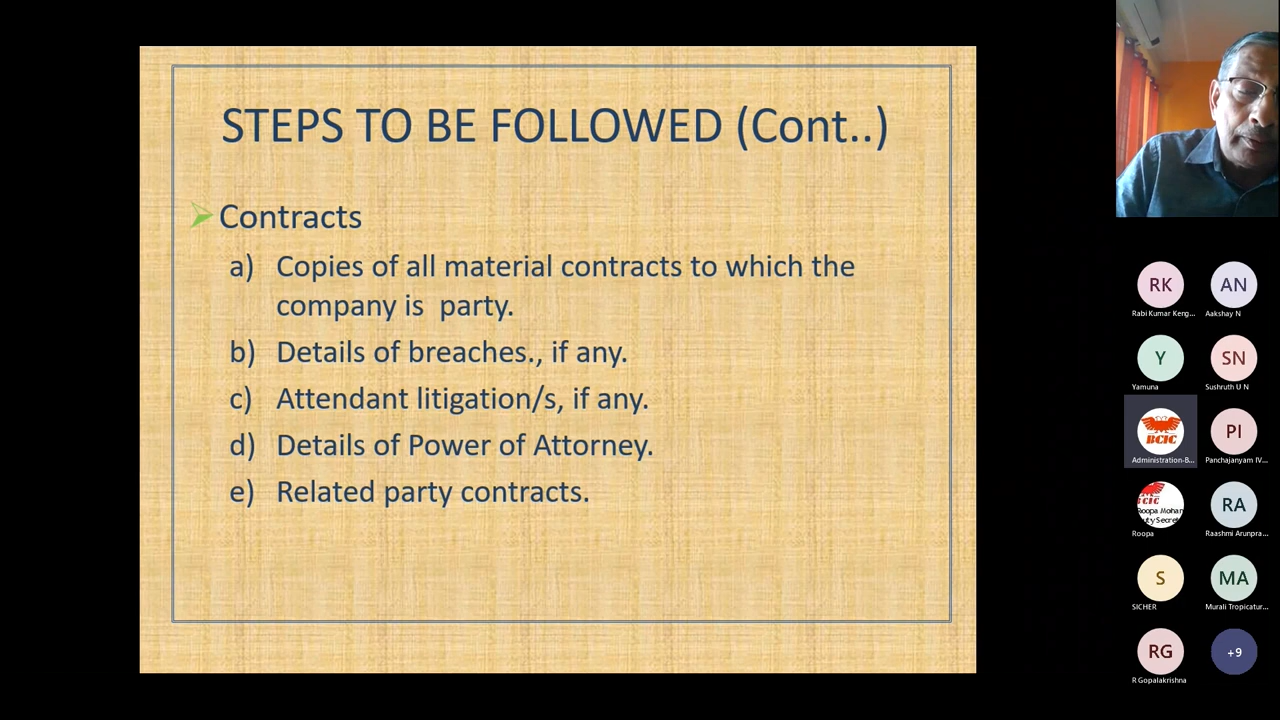 STEPS TO BE FOLLOWED (Cont..)
Contracts
a) Copies of all material contracts to which the
company is party.
b) Details of breaches., if any.
c) Attendant litigation/s, if any.
d) Details of Power of Attorney.
e) Related party contracts.
RK
Rabi Kumar Keng...
AN
Aakshay N
Y
Yamuna
SN
Sushruth U N
BCIC
Administration-B...
PI
Panchajanyam IV...
Roopa Mohan
Roopa
RA
Raashmi Arunpra...
S
SICHER
MA
Murali Tropicatur...
RG
R Gopalakrishna
+9